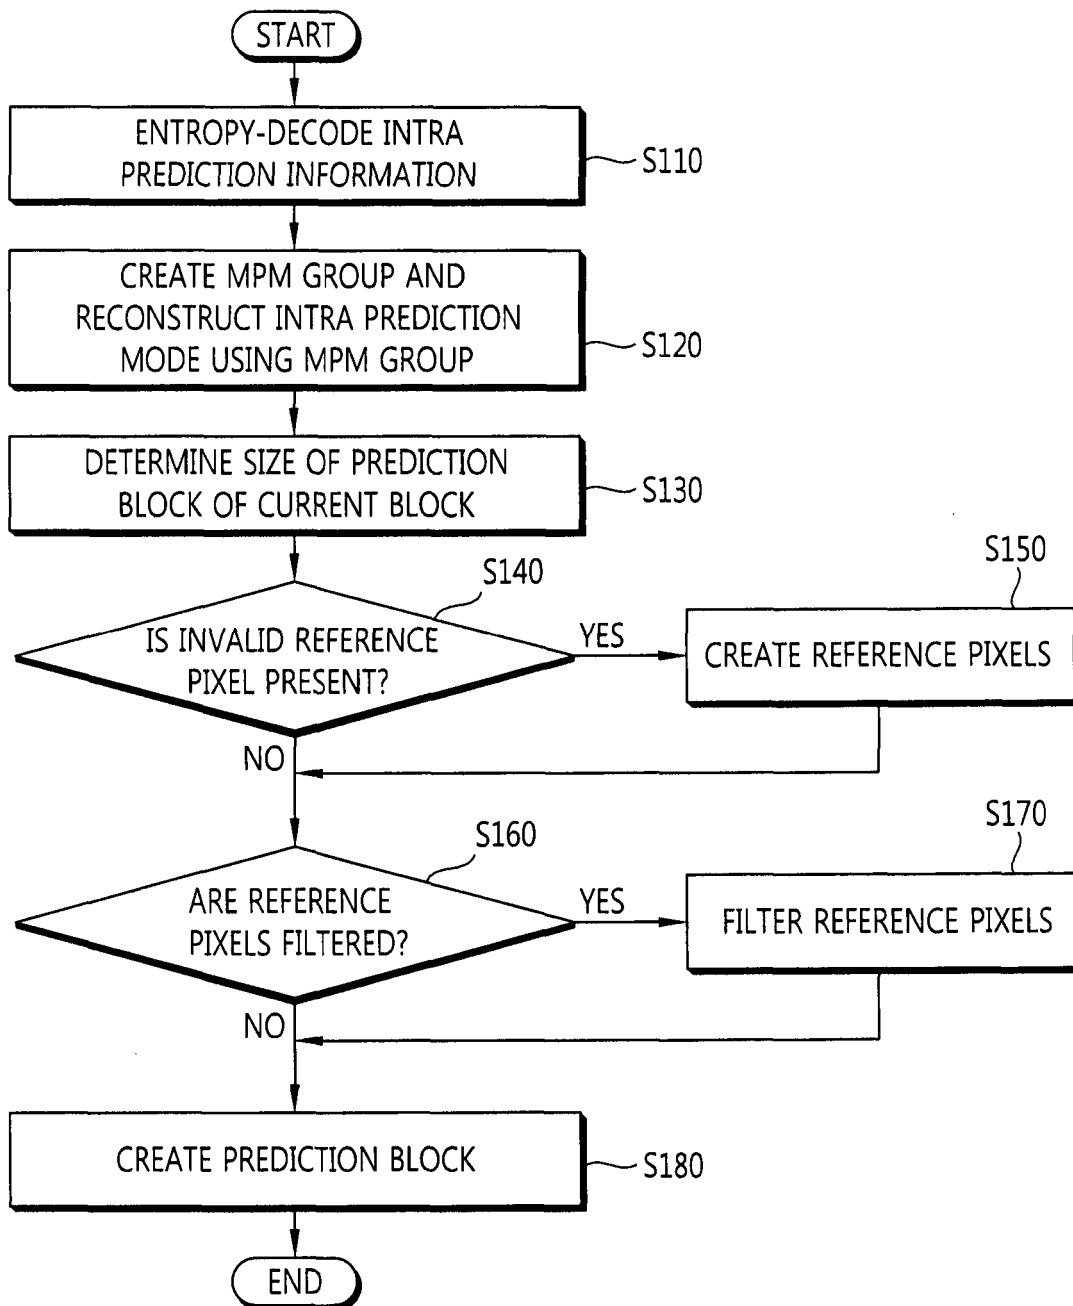 START
ENTROPY-DECODE INTRA
PREDICTION INFORMATION
S110
CREATE MPM GROUP AND
RECONSTRUCT INTRA PREDICTION
MODE USING MPM GROUP
S120
DETERMINE SIZE OF PREDICTION
BLOCK OF CURRENT BLOCK
S130
S140
IS INVALID REFERENCE
PIXEL PRESENT?
YES
S150
CREATE REFERENCE PIXELS
NO
S160
ARE REFERENCE
PIXELS FILTERED?
YES
S170
FILTER REFERENCE PIXELS
NO
CREATE PREDICTION BLOCK
S180
END